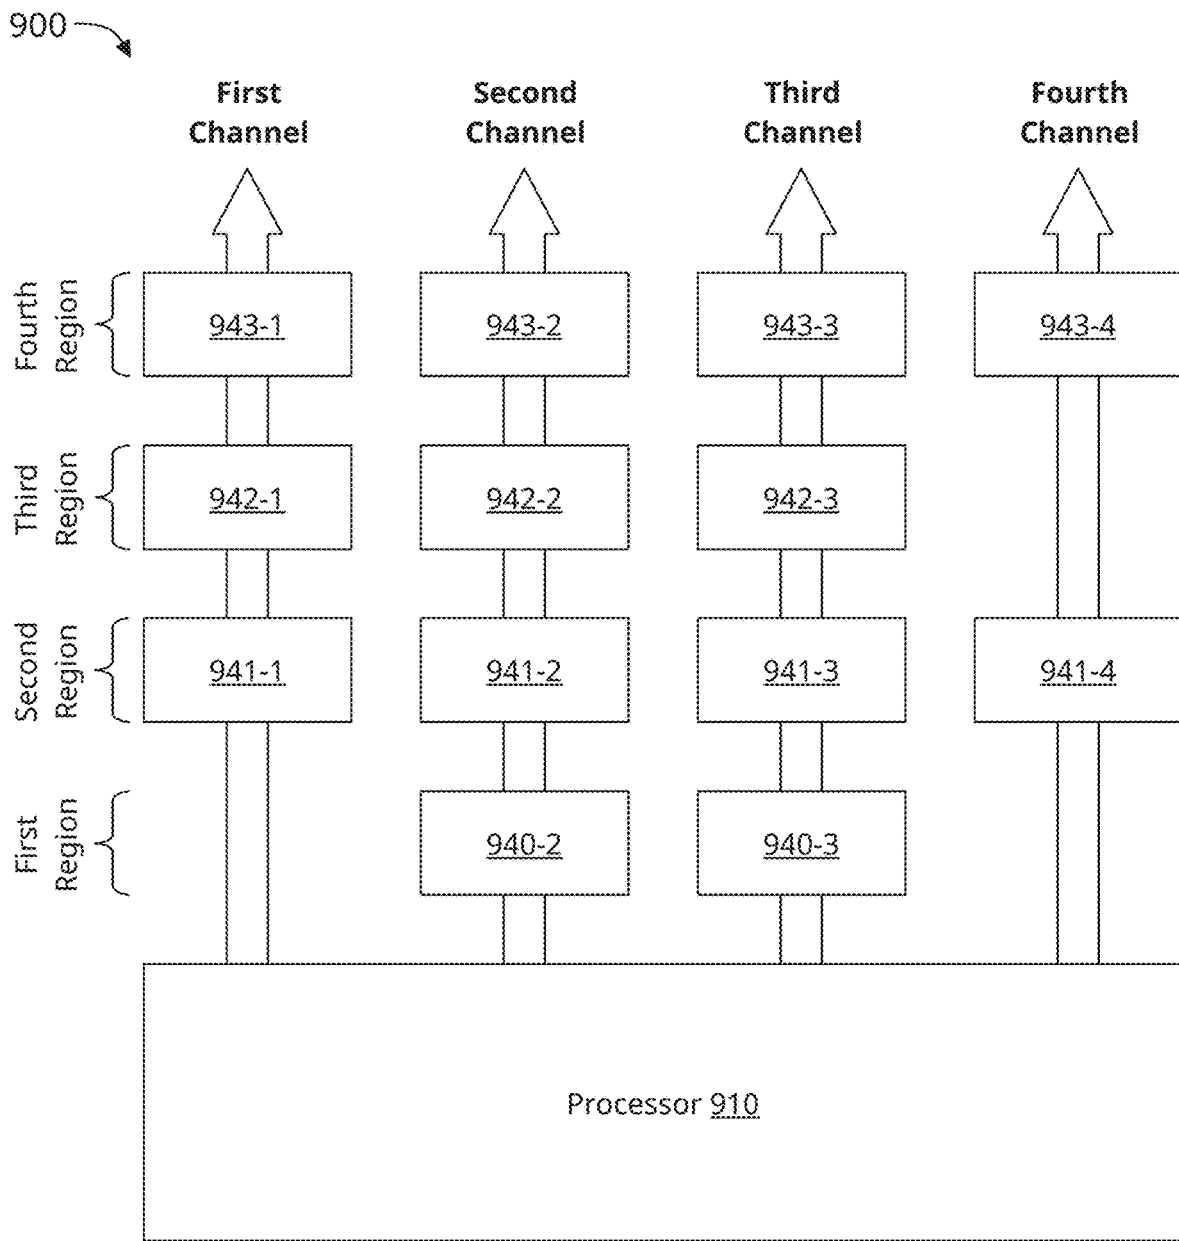 900
First Second Third Fourth
Channel Channel Channel Channel
Fourth
Region
943-1 943-2 943-3 943-4
Third
Region
942-1 942-2 942-3
Second
Region
941-1 941-2 941-3 941-4
First
Region
940-2 940-3
Processor 910